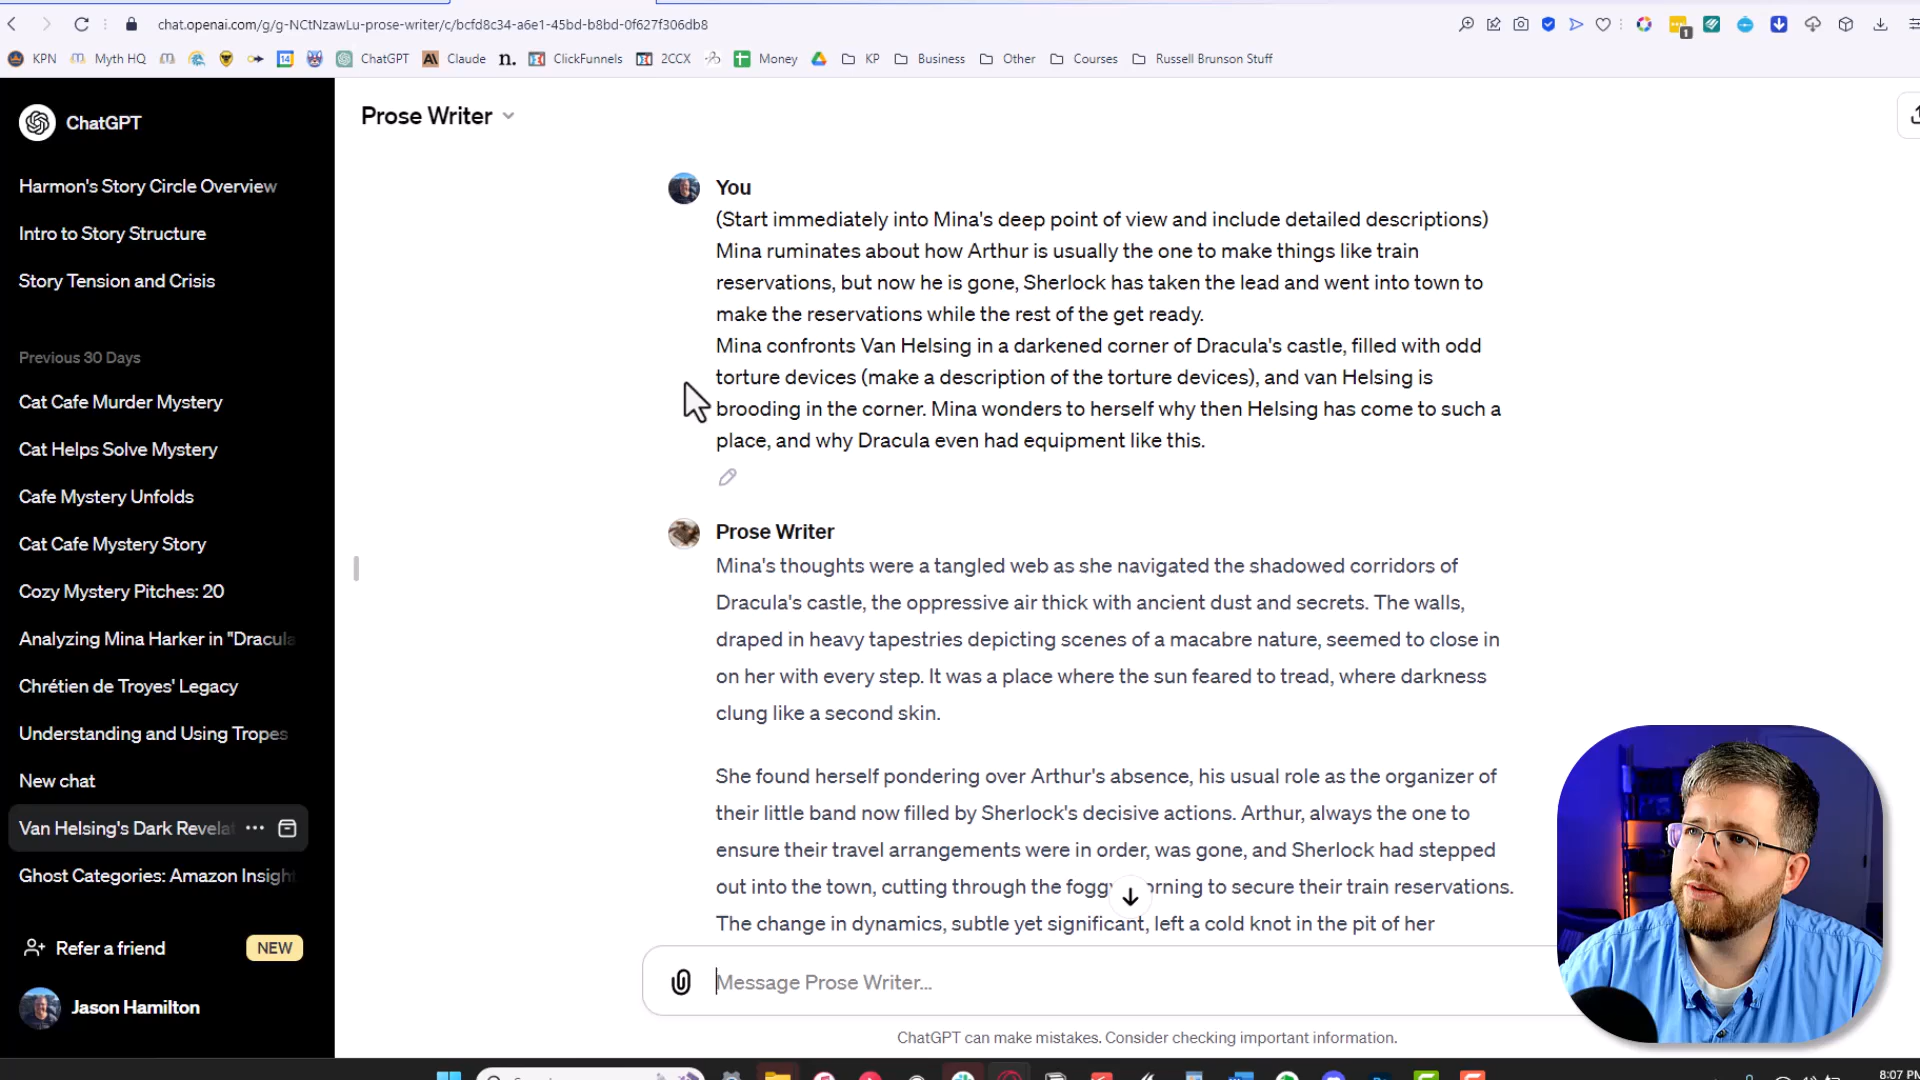 chat.openai.com/g/g-NCtNzawLu-prose-writer/c/bcfd8c34-a6e1-45bd-b8bd-0f627f306db8
1
KPN Myth HQ 14 ChatGPT A\ Claude n. ClickFunnels 2CCX Money KP Business Other Courses Russell Brunson Stuff
ChatGPT
Harmon's Story Circle Overview
Intro to Story Structure
Story Tension and Crisis
Previous 30 Days
Cat Cafe Murder Mystery
Cat Helps Solve Mystery
Cafe Mystery Unfolds
Cat Cafe Mystery Story
Cozy Mystery Pitches: 20
Analyzing Mina Harker in "Dracula
Chrétien de Troyes' Legacy
Understanding and Using Tropes
New chat
Van Helsing's Dark Revelat
Ghost Categories: Amazon Insigh
Refer a friend NEW
Jason Hamilton
Prose Writer
You
(Start immediately into Mina's deep point of view and include detailed descriptions)
Mina ruminates about how Arthur is usually the one to make things like train
reservations, but now he is gone, Sherlock has taken the lead and went into town to
make the reservations while the rest of the get ready.
Mina confronts Van Helsing in a darkened corner of Dracula's castle, filled with odd
torture devices (make a description of the torture devices), and van Helsing is
brooding in the corner. Mina wonders to herself why then Helsing has come to such a
place, and why Dracula even had equipment like this.
Prose Writer
Mina's thoughts were a tangled web as she navigated the shadowed corridors of
Dracula's castle, the oppressive air thick with ancient dust and secrets. The walls,
draped in heavy tapestries depicting scenes of a macabre nature, seemed to close in
on her with every step. It was a place where the sun feared to tread, where darkness
clung like a second skin.
She found herself pondering over Arthur's absence, his usual role as the organizer of
their little band now filled by Sherlock's decisive actions. Arthur, always the one to
ensure their travel arrangements were in order, was gone, and Sherlock had stepped
out into the town, cutting through the foggy morning to secure their train reservations.
The change in dynamics, subtle yet significant, left a cold knot in the pit of her
Message Prose Writer...
ChatGPT can make mistakes. Consider checking important information.
8:07 PM